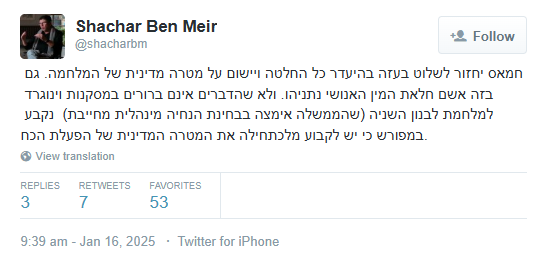 Shachar Ben Meir
@shacharbm
Follow
חמאס יחזור לשלוט בעזה בהיעדר כל החלטה ויישום על מטרה מדינית של המלחמה. גם
בזה אשם חלאת המין האנושי נתניהו. ולא שהדברים אינם ברורים במסקנות וינוגרד
למלחמת לבנון השניה (שהממשלה אימצה בבחינת הנחיה מינהלית מחייבת)  נקבע
במפורש כי יש לקבוע מלכתחילה את המטרה המדינית של הפעלת הכח.
View translation
REPLIES RETWEETS FAVORITES
3 7 53
9:39 am - Jan 16, 2025 · Twitter for iPhone